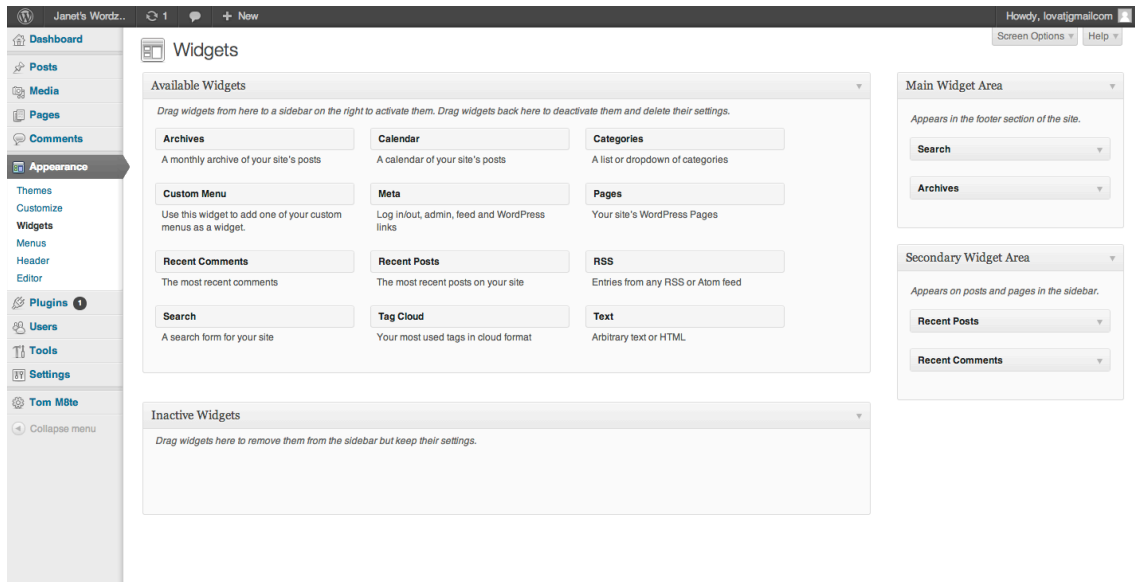 Janet's Wordz.. 1 + New Howdy, lovatjgmailcom
Screen Options Help
Dashboard
Posts
Media
Pages
Comments
Appearance
Themes
Customize
Widgets
Menus
Header
Editor
Plugins 1
Users
Tools
Settings
Tom M8te
Collapse menu
Widgets
Available Widgets
Drag widgets from here to a sidebar on the right to activate them. Drag widgets back here to deactivate them and delete their settings.
Archives Calendar Categories
A monthly archive of your site's posts A calendar of your site's posts A list or dropdown of categories
Custom Menu Meta Pages
Use this widget to add one of your custom Log in/out, admin, feed and WordPress Your site's WordPress Pages
menus as a widget. links
Recent Comments Recent Posts RSS
The most recent comments The most recent posts on your site Entries from any RSS or Atom feed
Search Tag Cloud Text
A search form for your site Your most used tags in cloud format Arbitrary text or HTML
Inactive Widgets
Drag widgets here to remove them from the sidebar but keep their settings.
Main Widget Area
Appears in the footer section of the site.
Search
Archives
Secondary Widget Area
Appears on posts and pages in the sidebar.
Recent Posts
Recent Comments